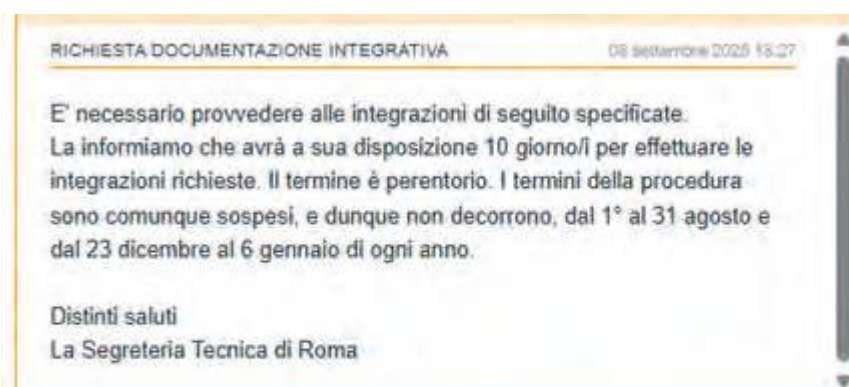 RICHIESTA DOCUMENTAZIONE INTEGRATIVA
settembre 2025 18:27
E' necessario provvedere alle integrazioni di seguito specificate.
La informiamo che avrà a sua disposizione 10 giorno/i per effettuare le
integrazioni richieste. Il termine è perentorio. I termini della procedura
sono comunque sospesi, e dunque non decorrono, dal 1° al 31 agosto e
dal 23 dicembre al 6 gennaio di ogni anno.
Distinti saluti
La Segreteria Tecnica di Roma